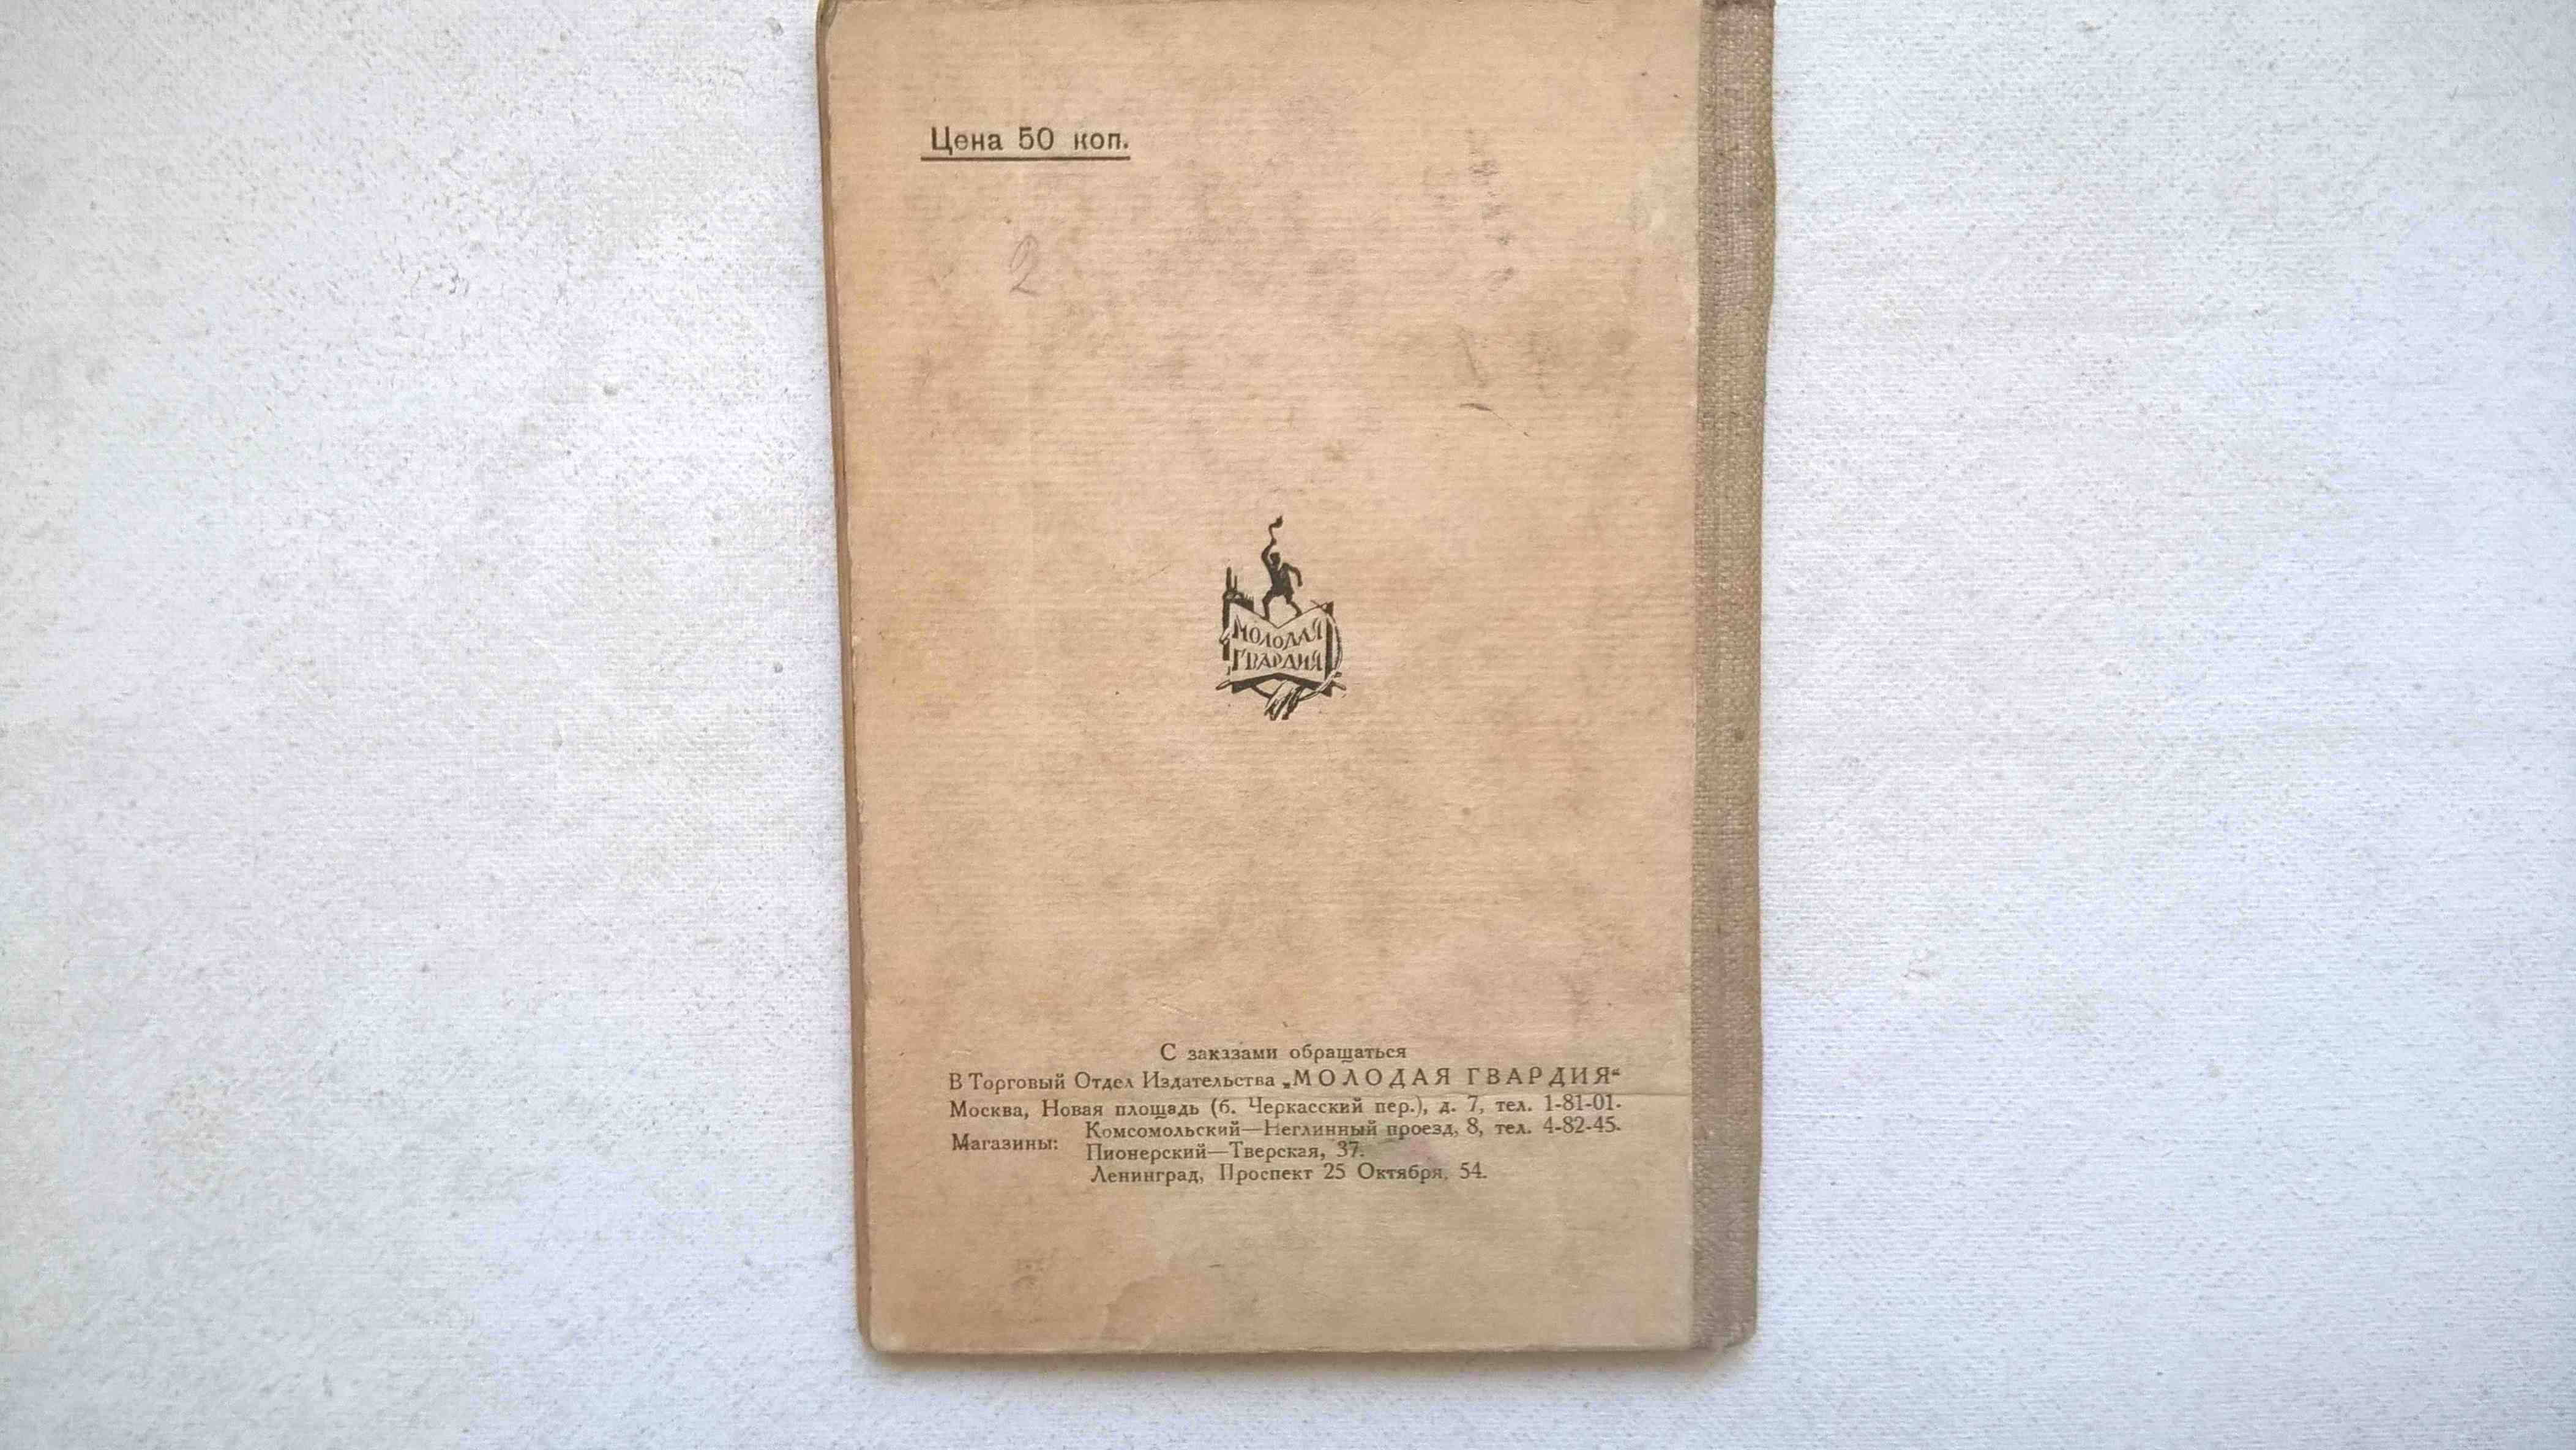 Цена 50 коп.
2
МОЛОДАЯ
ГВАРДИЯ
С заказами обращаться
В Торговый Отдел Издательства „МОЛОДАЯ ГВАРДИЯ“
Москва, Новая площадь (б. Черкасский пер.), д. 7, тел. 1-81-01.
Магазины:
Комсомольский—Неглинный проезд, 8, тел. 4-82-45.
Пионерский—Тверская, 37.
Ленинград, Проспект 25 Октября, 54.